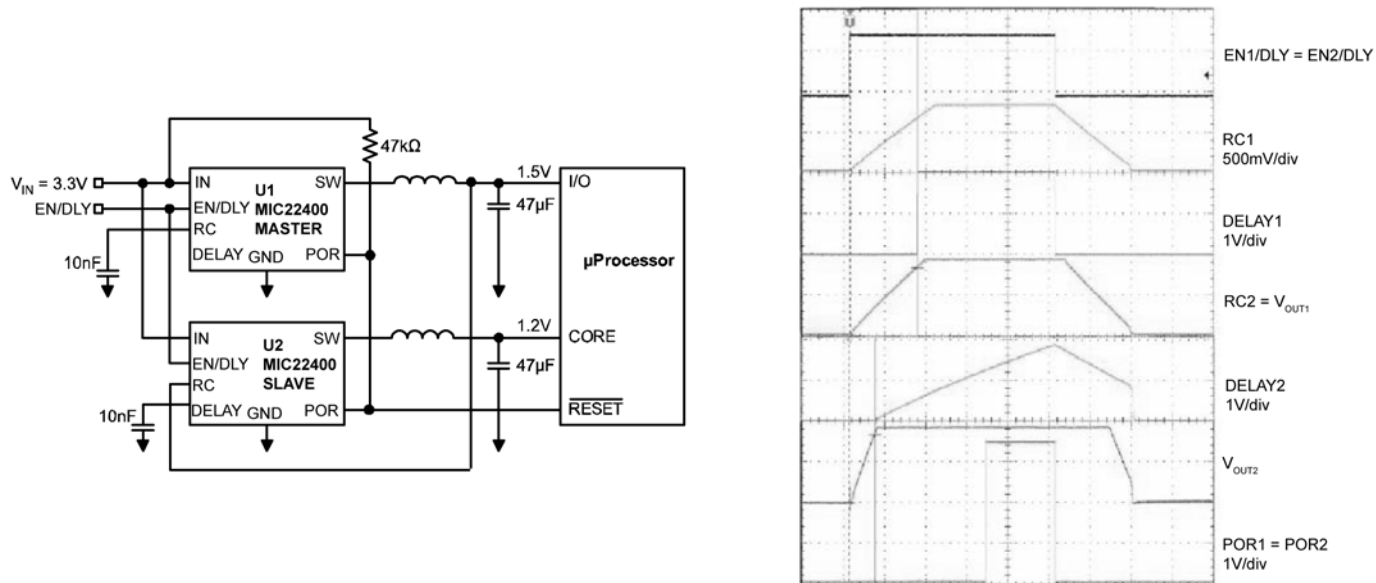 47kΩ
V_IN = 3.3V
EN/DLY
IN
EN/DLY
RC
DELAY GND
U1
MIC22400
MASTER
SW
POR
10nF
1.5V
47µF
I/O
µProcessor
IN
EN/DLY
RC
DELAY GND
U2
MIC22400
SLAVE
SW
POR
10nF
1.2V
47µF
CORE
RESET
U
EN1/DLY = EN2/DLY
RC1
500mV/div
DELAY1
1V/div
RC2 = V_OUT1
DELAY2
1V/div
V_OUT2
POR1 = POR2
1V/div